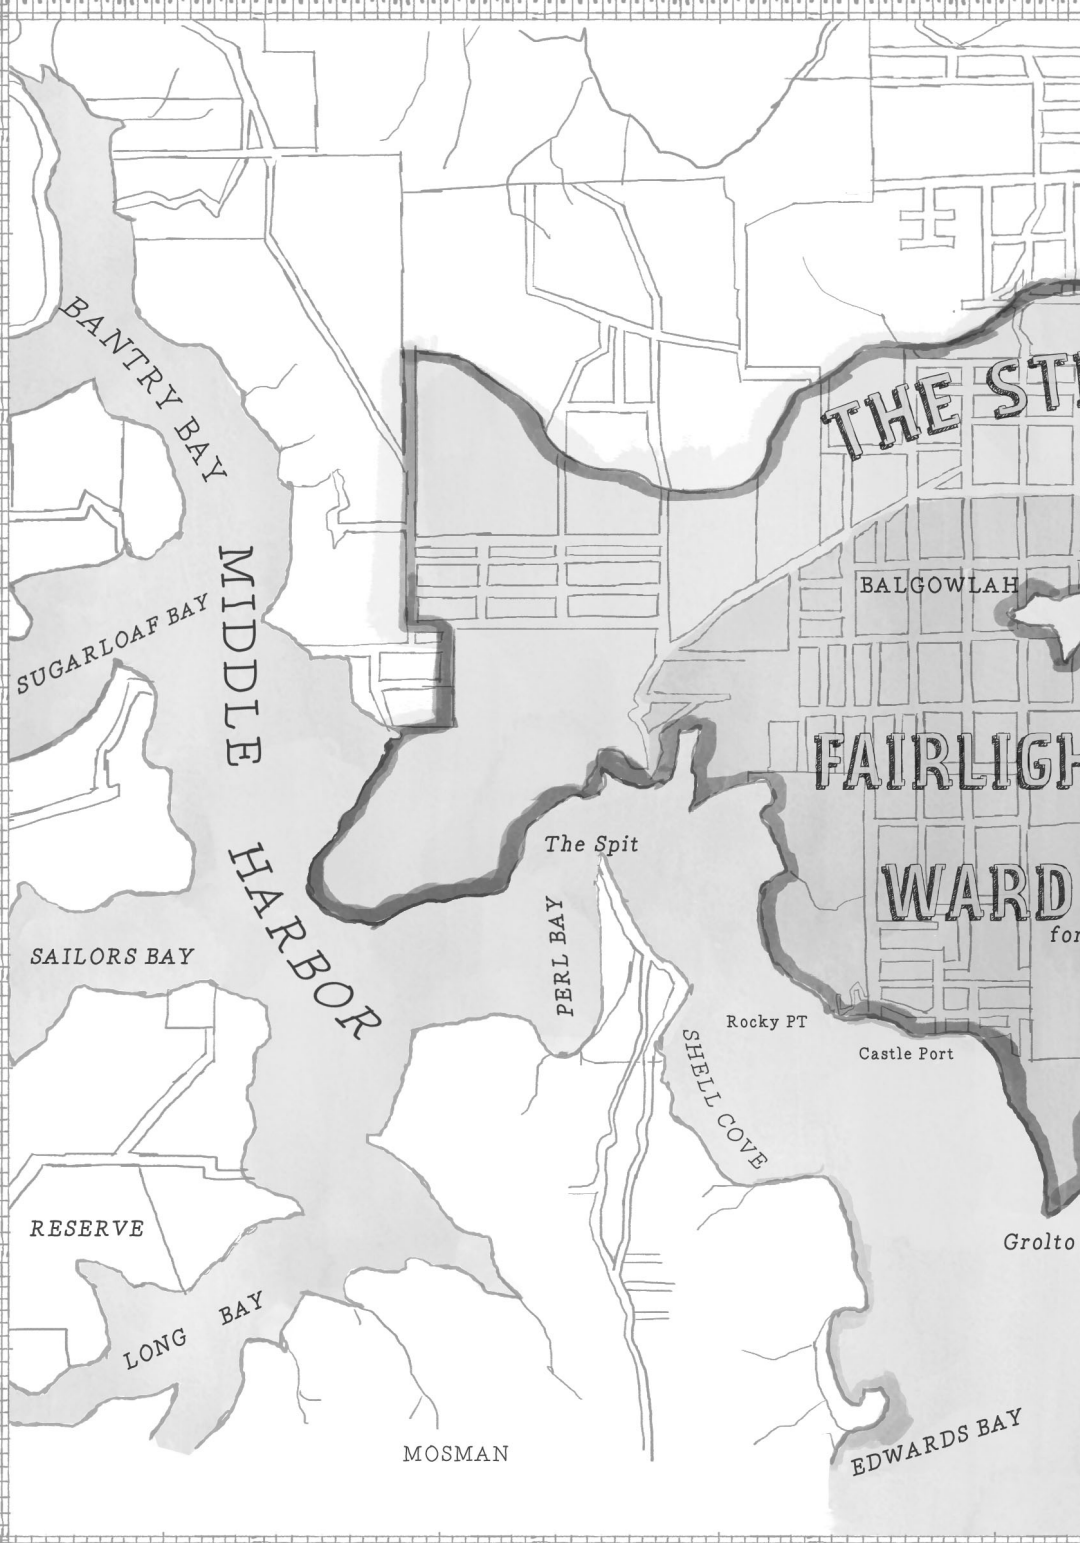 BANTRY BAY
THE ST
MIDDLE
BALGOWLAH
SUGARLOAF BAY
FAIRLIGH
The Spit
HARBOR
WARD
for
PERL BAY
SAILORS BAY
Rocky PT
SHELL COVE
Castle Port
RESERVE
Grolto
LONG BAY
EDWARDS BAY
MOSMAN